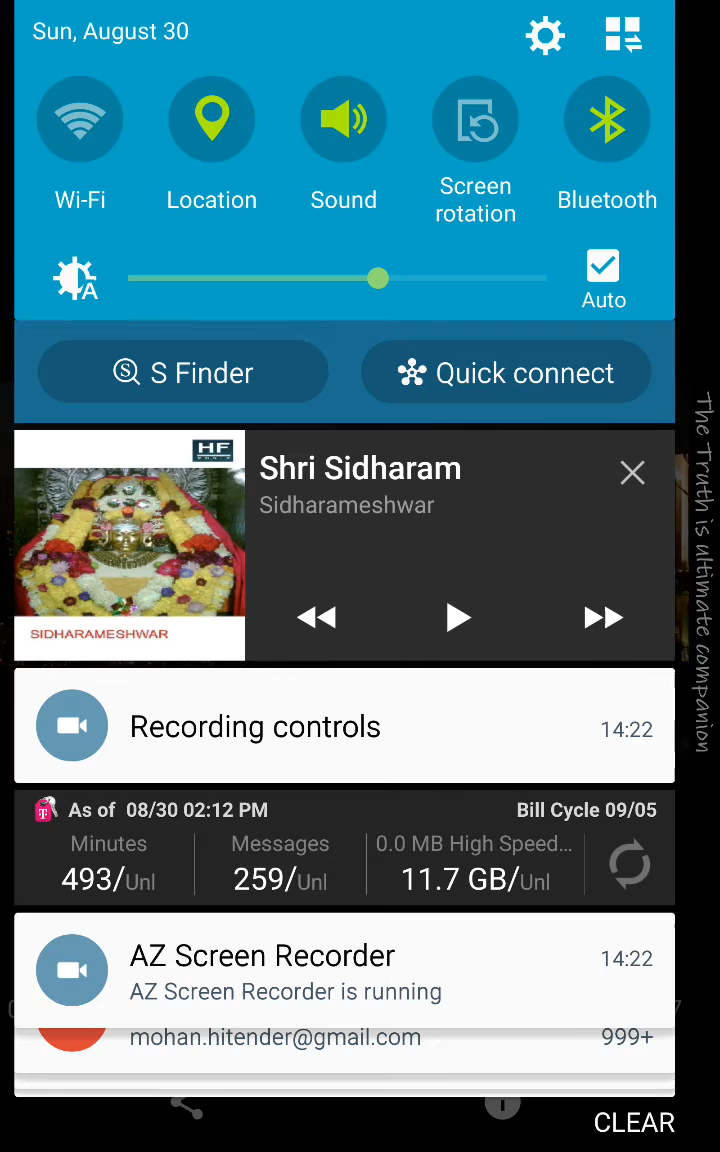 Sun, August 30
Wi-Fi
Location
Sound
Screen
rotation
Bluetooth
A
Auto
S Finder
Quick connect
HF
SIDHARAMESHWAR
Shri Sidharam
Sidharameshwar
The Truth is ultimate companion
Recording controls
14:22
T
As of 08/30 02:12 PM
Bill Cycle 09/05
Minutes
493/Unl
Messages
259/Unl
0.0 MB High Speed...
11.7 GB/Unl
AZ Screen Recorder
14:22
AZ Screen Recorder is running
mohan.hitender@gmail.com
999+
CLEAR